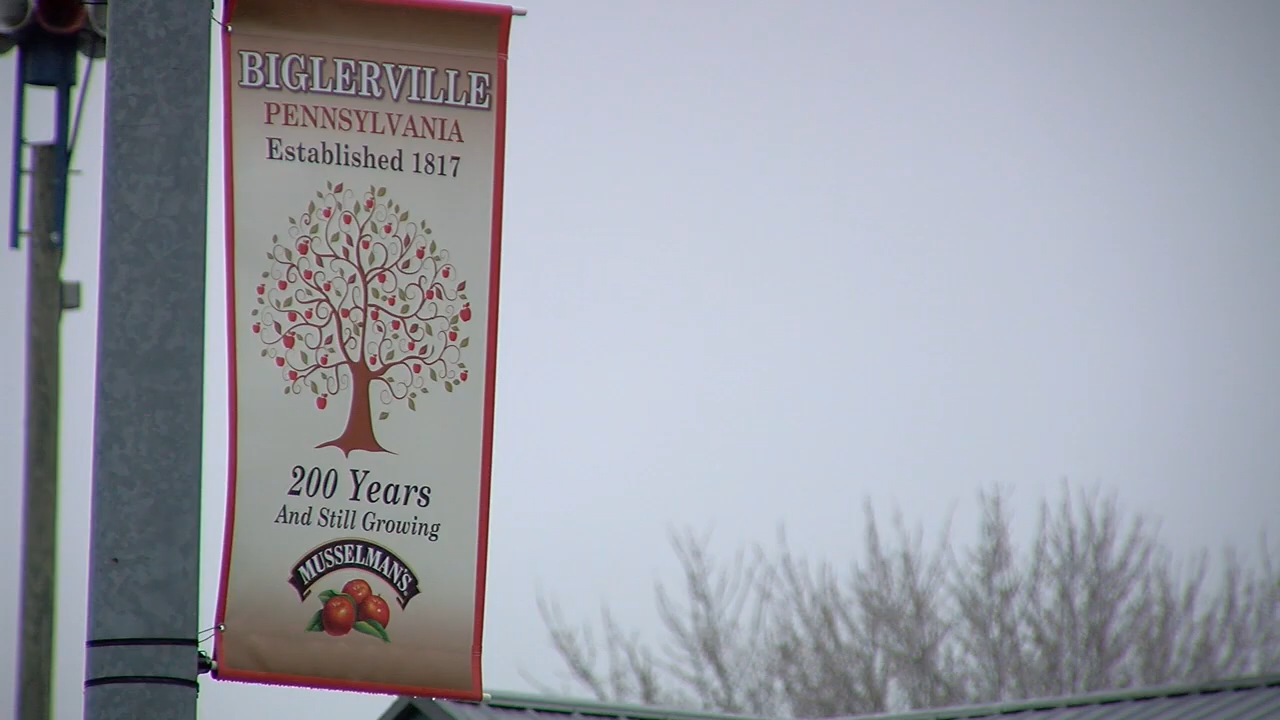 BIGLERVILLE
PENNSYLVANIA
Established 1817
200 Years
And Still Growing
MUSSELMAN'S